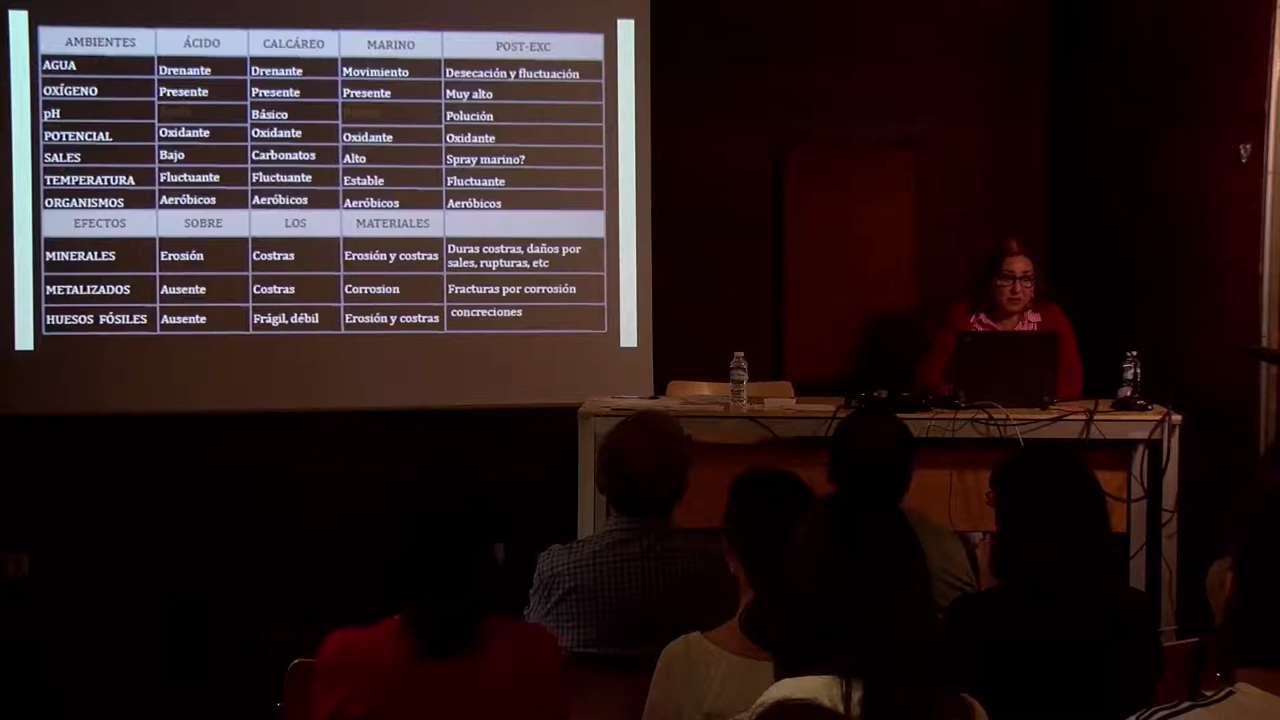 AMBIENTES ÁCIDO CALCÁREO MARINO POST-EXC
AGUA Drenante Drenante Movimiento Desecación y fluctuación
OXÍGENO Presente Presente Presente Muy alto
pH Básico Polución
POTENCIAL Oxidante Oxidante Oxidante Oxidante
SALES Bajo Carbonatos Alto Spray marino?
TEMPERATURA Fluctuante Fluctuante Estable Fluctuante
ORGANISMOS Aeróbicos Aeróbicos Aeróbicos Aeróbicos
EFECTOS SOBRE LOS MATERIALES
MINERALES Erosión Costras Erosión y costras Duras costras, daños por
sales, rupturas, etc
METALIZADOS Ausente Costras Corrosion Fracturas por corrosión
HUESOS FÓSILES Ausente Frágil, débil Erosión y costras concreciones